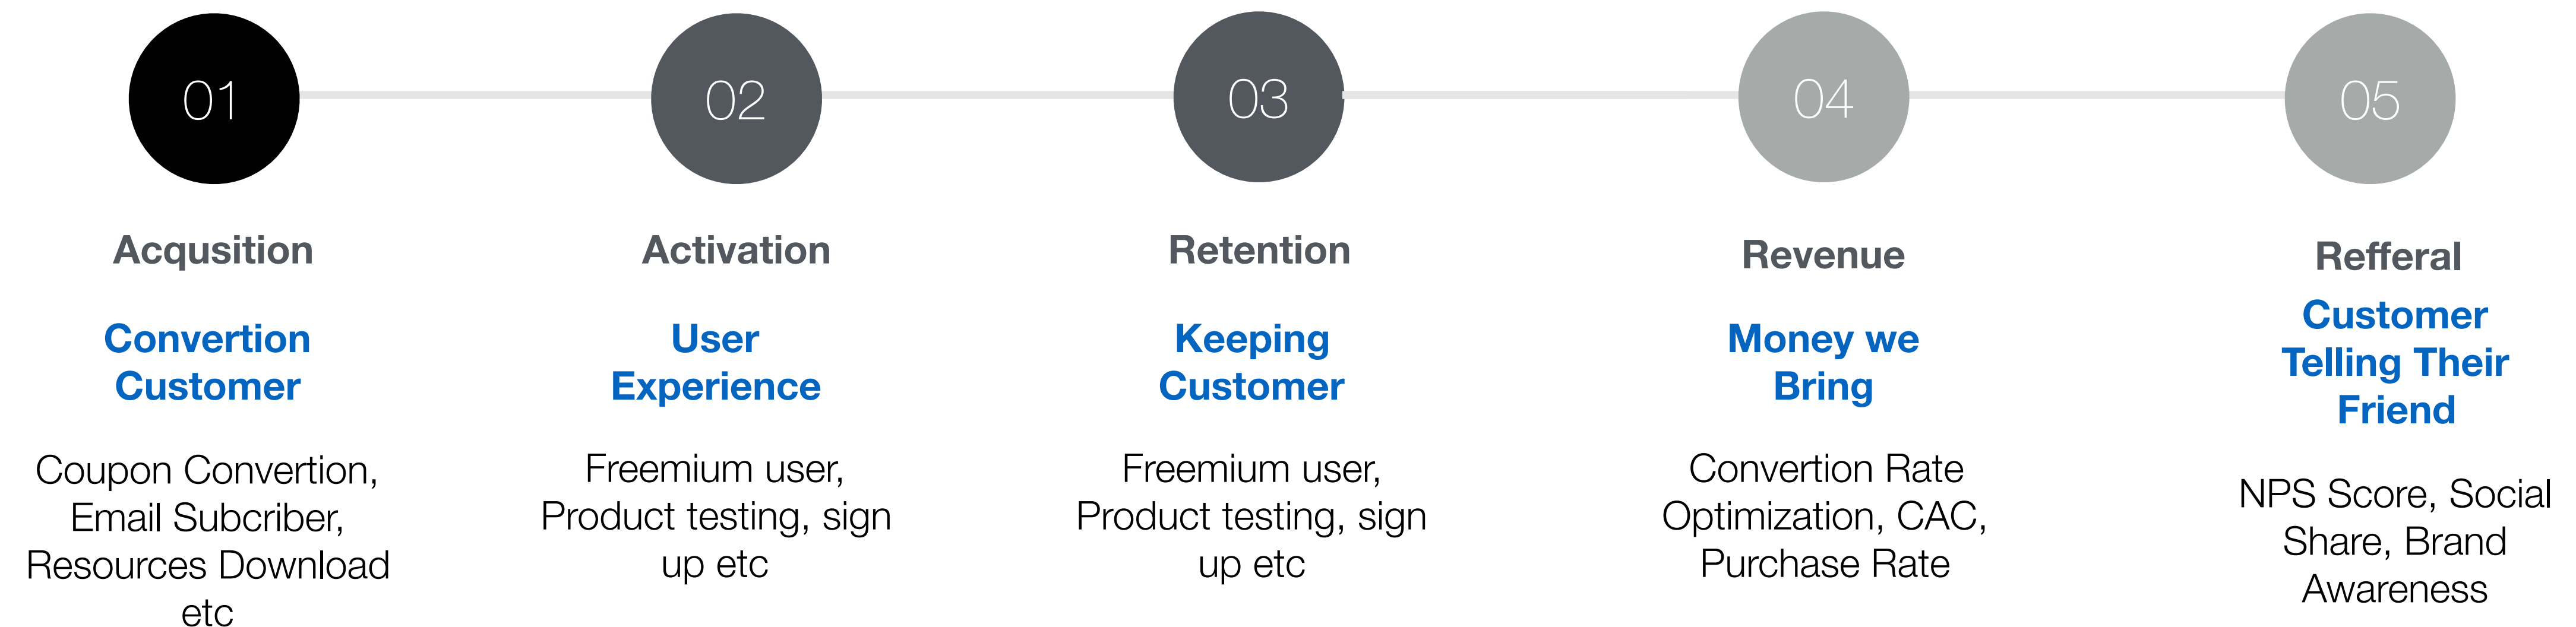 01
Acqusition
Convertion
Customer
Coupon Convertion,
Email Subcriber,
Resources Download
etc
02
Activation
User
Experience
Freemium user,
Product testing, sign
up etc
03
Retention
Keeping
Customer
Freemium user,
Product testing, sign
up etc
04
Revenue
Money we
Bring
Convertion Rate
Optimization, CAC,
Purchase Rate
05
Refferal
Customer
Telling Their
Friend
NPS Score, Social
Share, Brand
Awareness